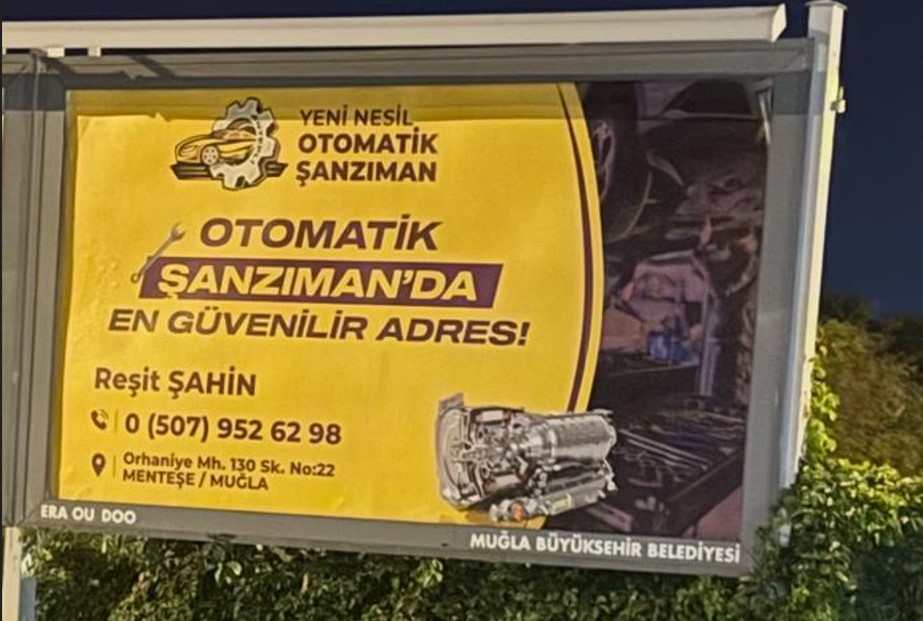 YENİ NESİL
OTOMATİK
ŞANZIMAN
OTOMATİK
ŞANZIMAN'DA
EN GÜVENİLİR ADRES!
Reşit ŞAHİN
0 (507) 952 62 98
Orhaniye Mh. 130 Sk. No:22
MENTEŞE / MUĞLA
ERA OU DOO
MUĞLA BÜYÜKSEHİR BELEDİYESİ